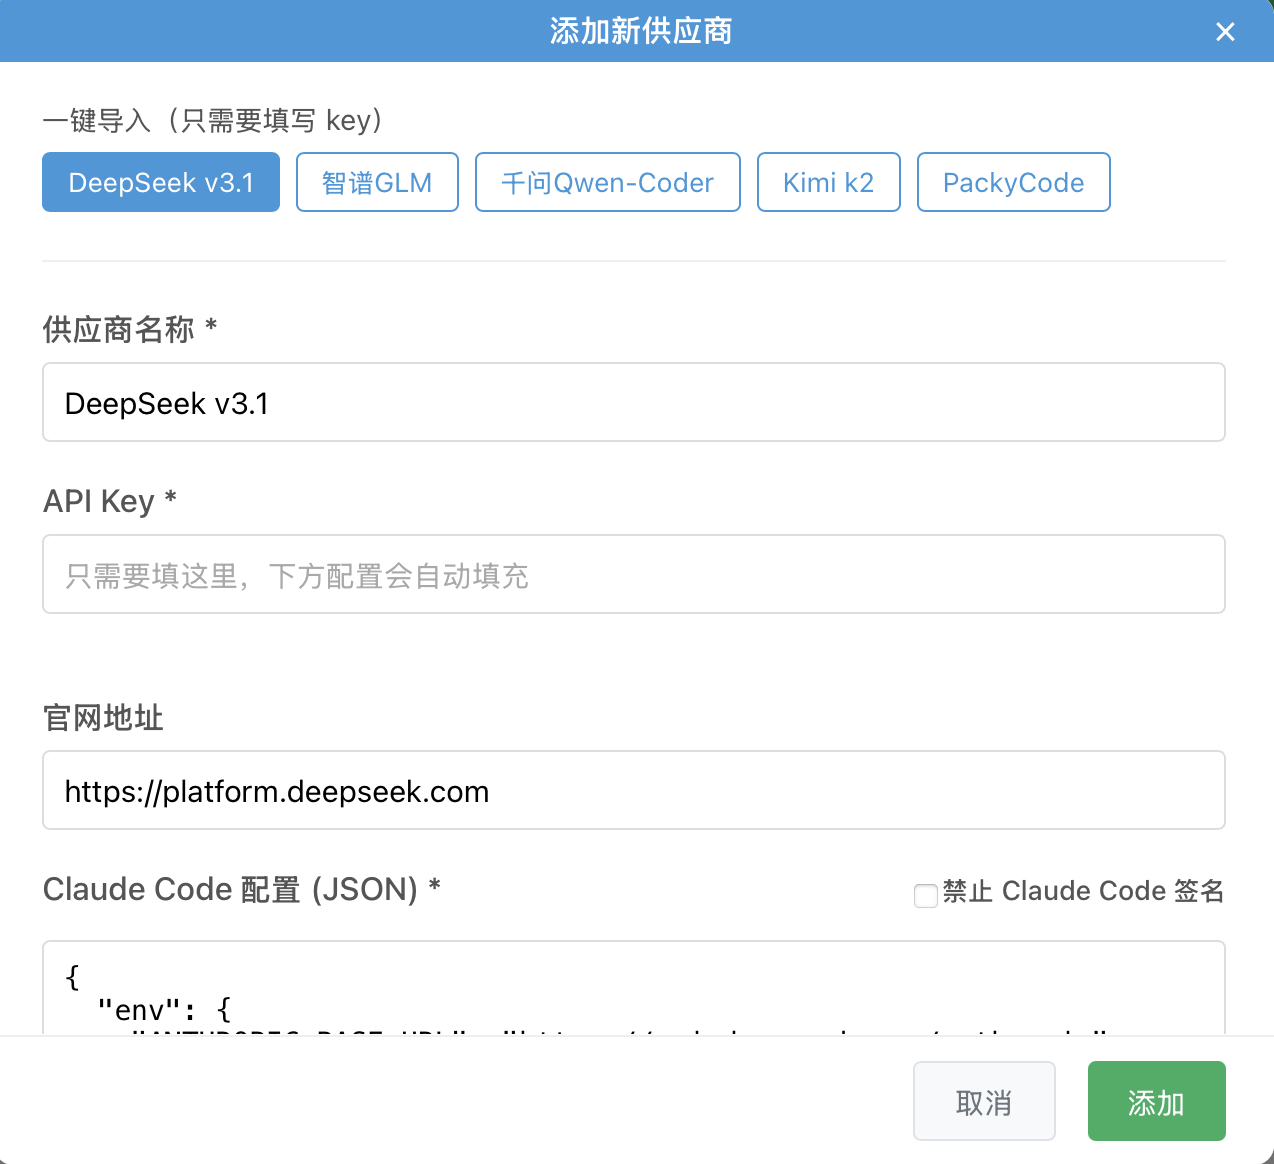 添加新供应商
×
一键导入（只需要填写 key）
DeepSeek v3.1
智谱GLM
千问Qwen-Coder
Kimi k2
PackyCode
供应商名称 *
DeepSeek v3.1
API Key *
只需要填这里，下方配置会自动填充
官网地址
https://platform.deepseek.com
Claude Code 配置 (JSON) *
禁止 Claude Code 签名
{
"env": {
取消
添加